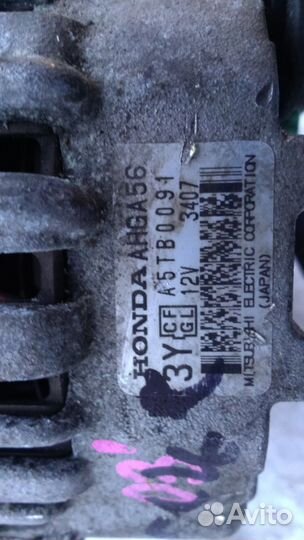 HONDA AHGA56
3Y CF GL A5TB0091
12V 3407
MITSUBISHI ELECTRIC CORPORATION
(JAPAN)
Avito